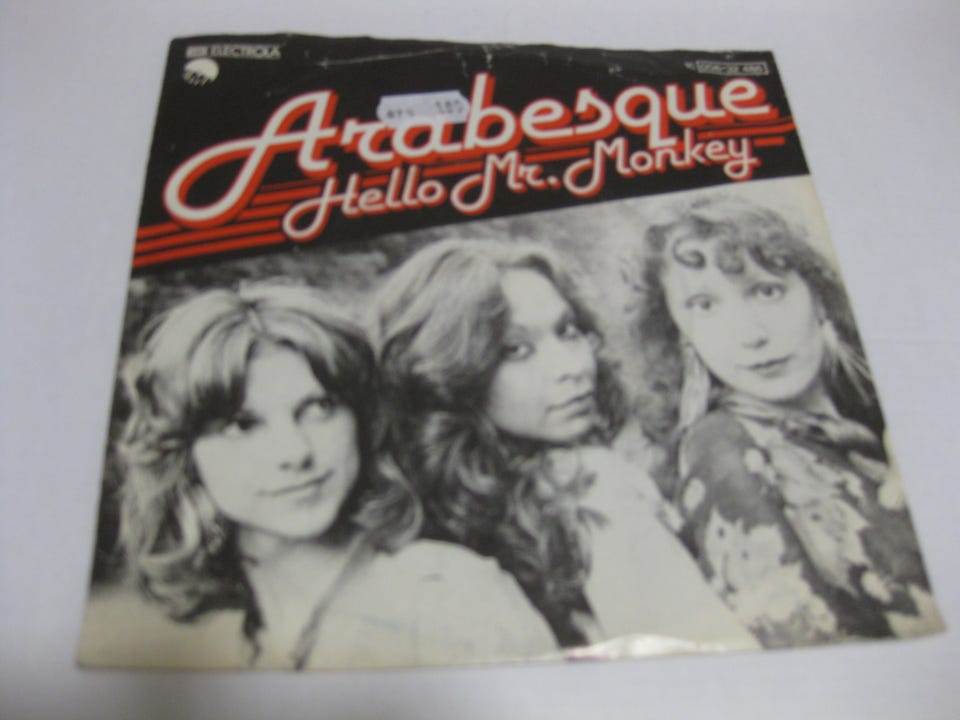 ELECTROLA
Arabesque
Hello Mr. Monkey